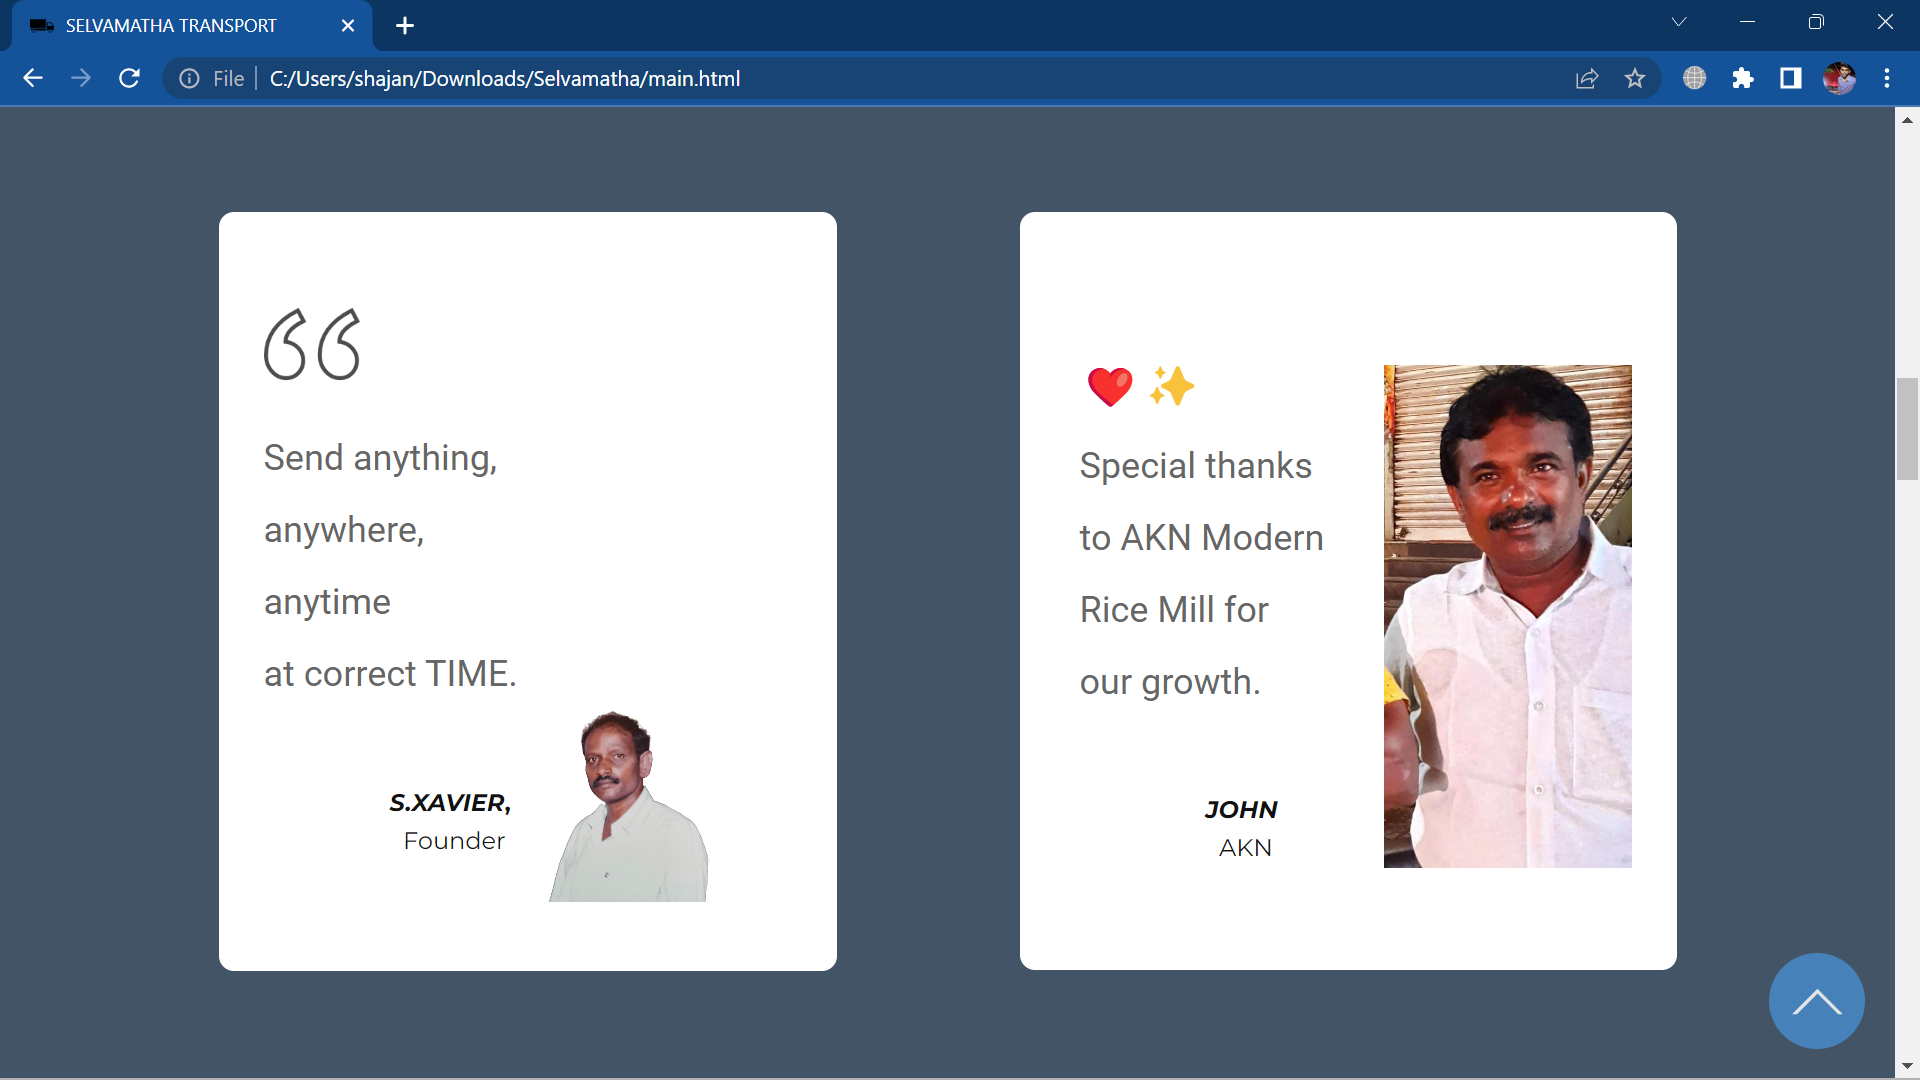 SELVAMATHA TRANSPORT
File
C:/Users/shajan/Downloads/Selvamatha/main.html
“
Send anything,
anywhere,
anytime
at correct TIME.
S.XAVIER,
Founder
❤️✨
Special thanks
to AKN Modern
Rice Mill for
our growth.
JOHN
AKN